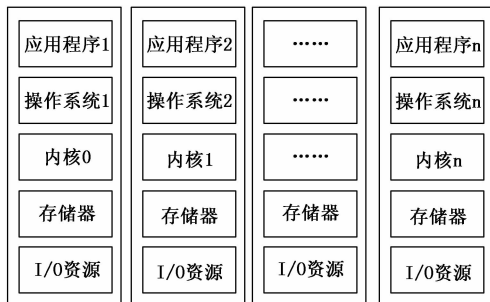 应用程序1
操作系统1
内核0
存储器
I/O资源
应用程序2
操作系统2
内核1
存储器
I/O资源
……
……
……
存储器
I/O资源
应用程序n
操作系统n
内核n
存储器
I/O资源